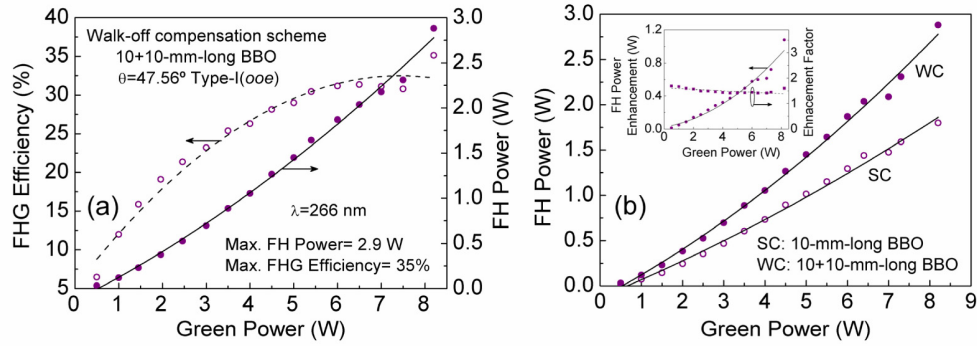 (a)
Walk-off compensation scheme
10+10-mm-long BBO
θ=47.56º Type-I(ooe)
λ=266 nm
Max. FH Power= 2.9 W
Max. FHG Efficiency= 35%
FHG Efficiency (%)
40
35
30
25
20
15
10
5
FH Power (W)
3.0
2.5
2.0
1.5
1.0
0.5
0.0
0 1 2 3 4 5 6 7 8
Green Power (W)
(b)
WC
SC
SC: 10-mm-long BBO
WC: 10+10-mm-long BBO
FH Power (W)
3.0
2.5
2.0
1.5
1.0
0.5
0.0
0 1 2 3 4 5 6 7 8 9
Green Power (W)
FH Power
Enhancement (W)
1.2
0.8
0.4
0.0
Enhacement Factor
3
2
1
0 2 4 6 8
Green Power (W)